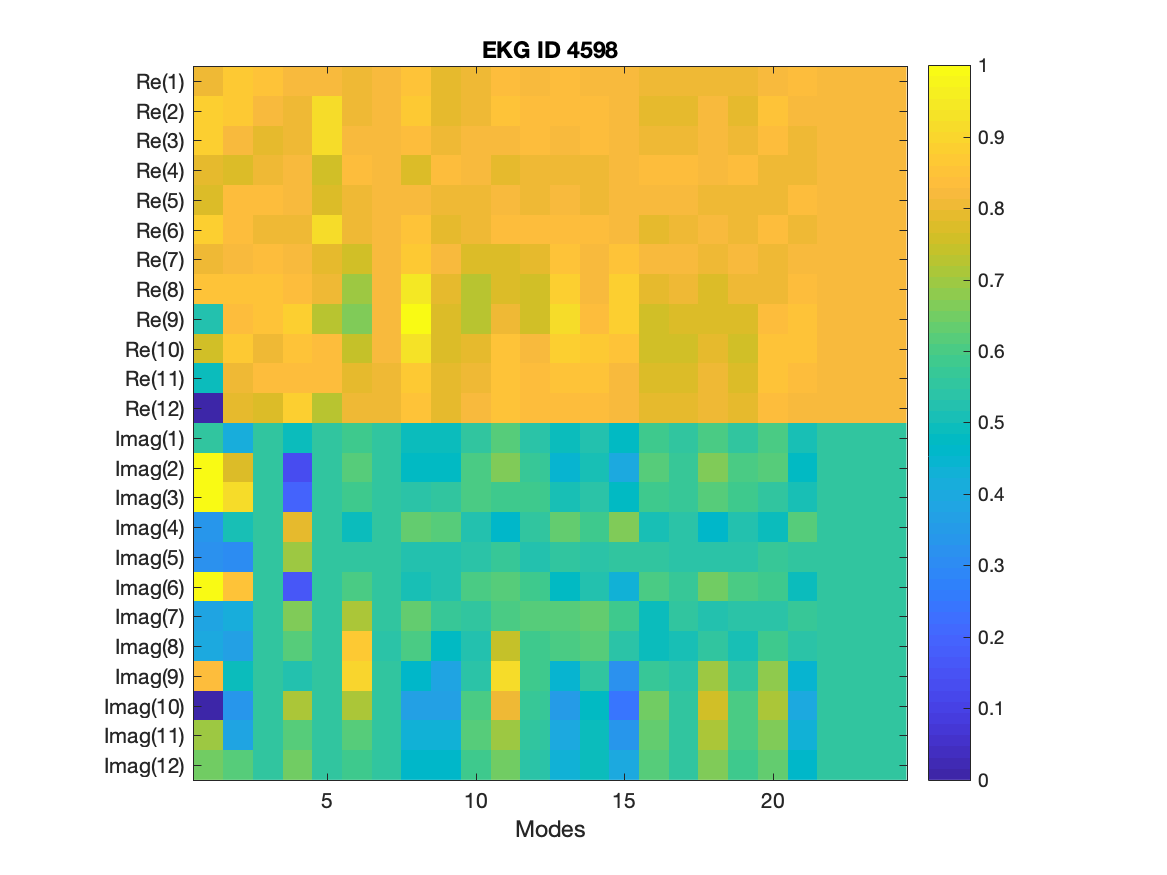 EKG ID 4598
Re(1)
Re(2)
Re(3)
Re(4)
Re(5)
Re(6)
Re(7)
Re(8)
Re(9)
Re(10)
Re(11)
Re(12)
Imag(1)
Imag(2)
Imag(3)
Imag(4)
Imag(5)
Imag(6)
Imag(7)
Imag(8)
Imag(9)
Imag(10)
Imag(11)
Imag(12)
5 10 15 20
Modes
1
0.9
0.8
0.7
0.6
0.5
0.4
0.3
0.2
0.1
0